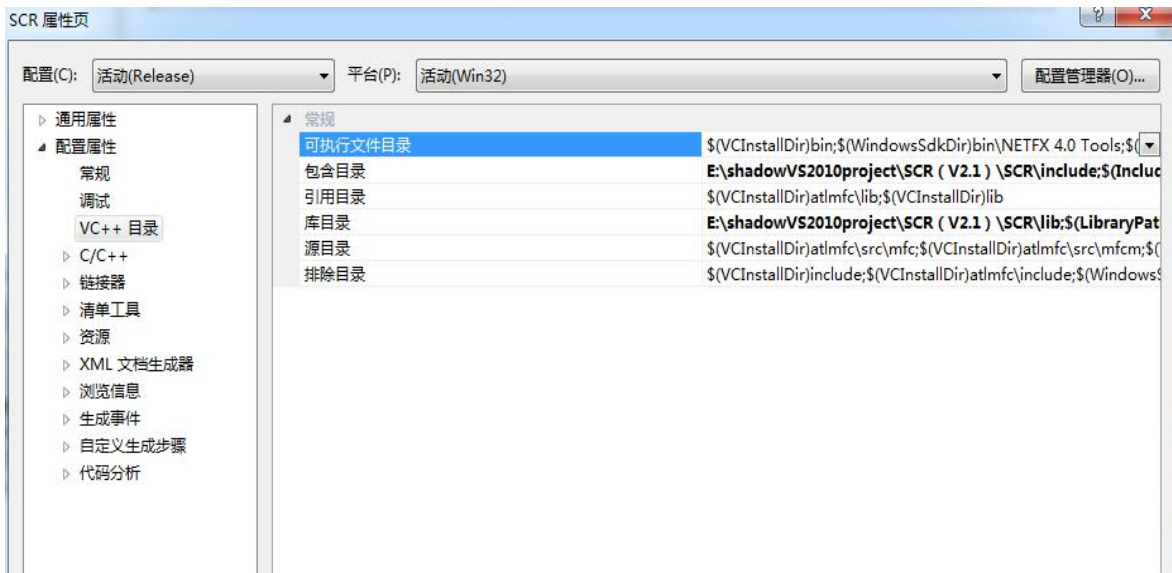 SCR 属性页
配置(C): 活动(Release) 平台(P): 活动(Win32) 配置管理器(O)...
通用属性
配置属性
常规
调试
VC++ 目录
C/C++
链接器
清单工具
资源
XML 文档生成器
浏览信息
生成事件
自定义生成步骤
代码分析
常规
可执行文件目录 $(VCInstallDir)bin;$(WindowsSdkDir)bin\NETFX 4.0 Tools;$(
包含目录 E:\shadowVS2010project\SCR（V2.1）\SCR\include;$(Includ
引用目录 $(VCInstallDir)atlmfc\lib;$(VCInstallDir)lib
库目录 E:\shadowVS2010project\SCR（V2.1）\SCR\lib;$(LibraryPat
源目录 $(VCInstallDir)atlmfc\src\mfc;$(VCInstallDir)atlmfc\src\mfcm;$(
排除目录 $(VCInstallDir)include;$(VCInstallDir)atlmfc\include;$(WindowsS